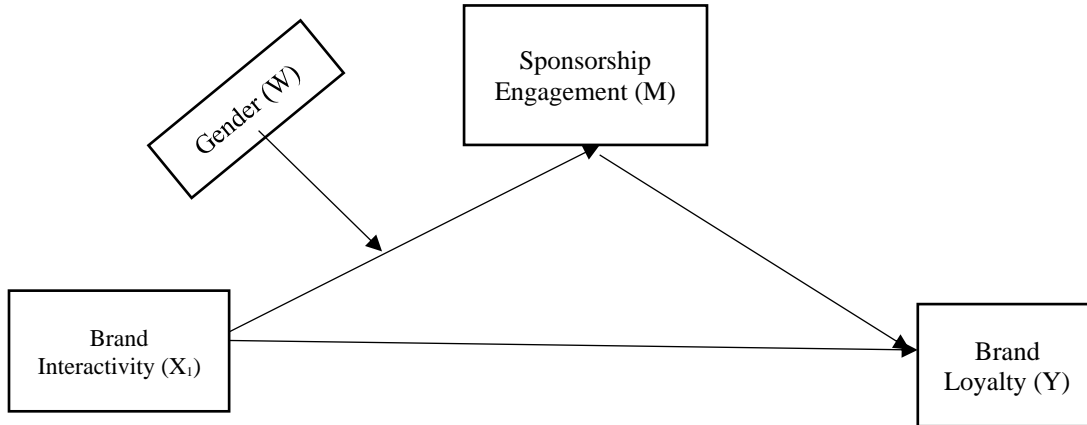 Sponsorship
Engagement (M)
Gender (W)
Brand
Interactivity (X₁)
Brand
Loyalty (Y)